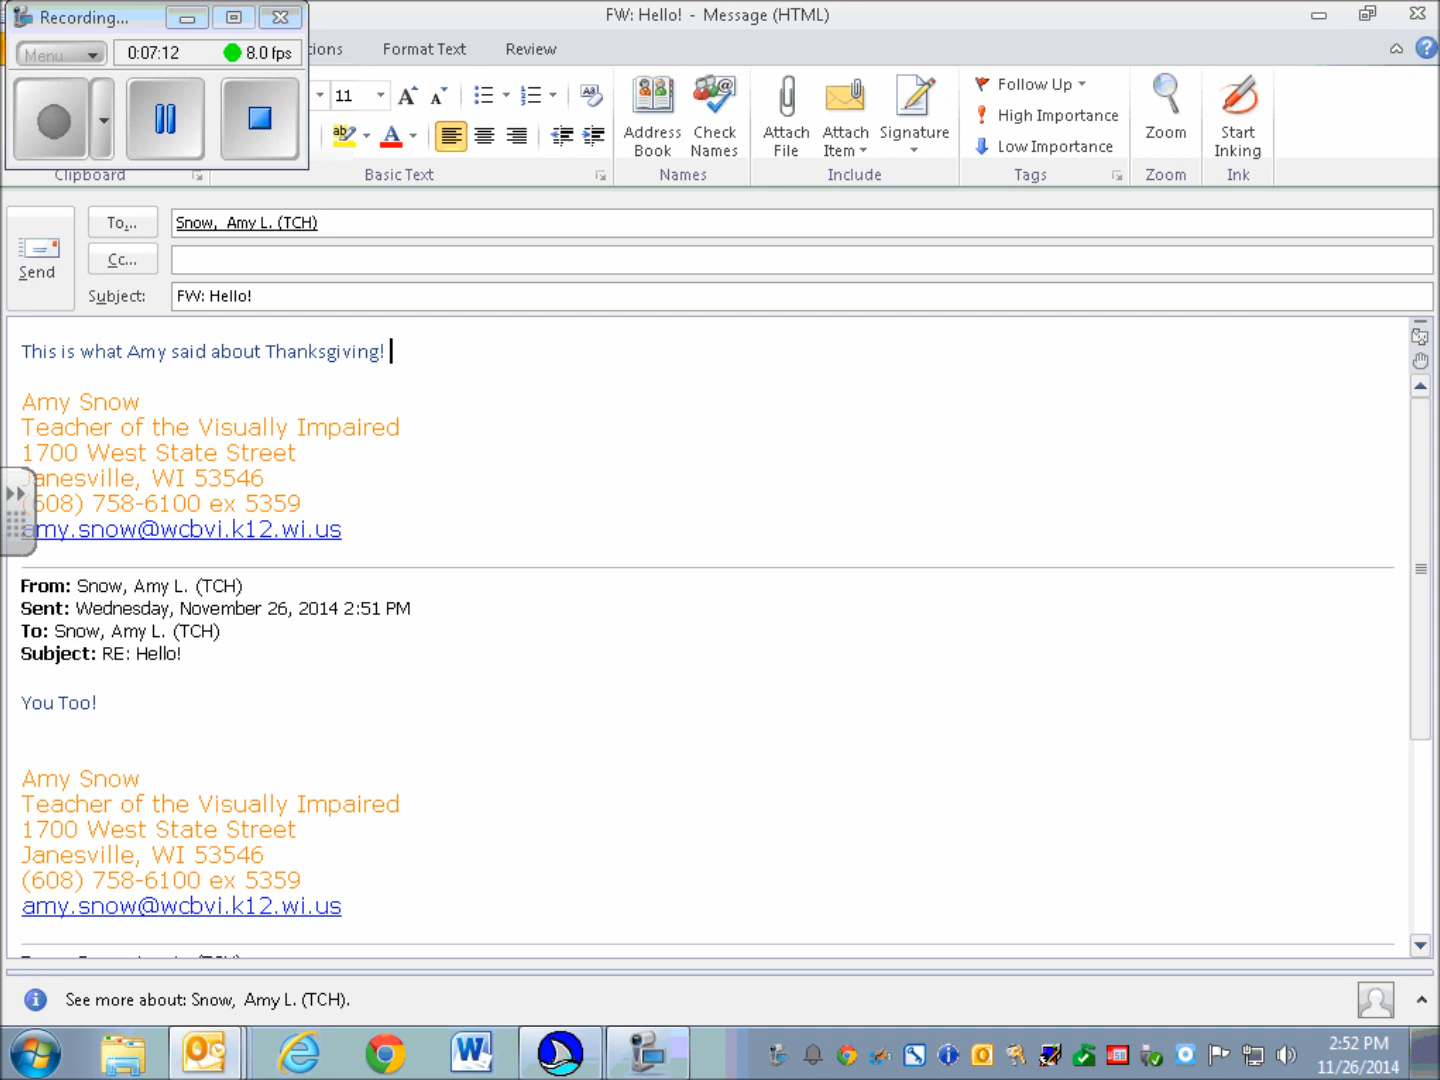 Recording...
FW: Hello! - Message (HTML)
Menu
0:07:12
8.0 fps
Format Text
Review
11
Address Book
Check Names
Attach File
Attach Item
Signature
Follow Up
High Importance
Low Importance
Zoom
Start Inking
Clipboard
Basic Text
Names
Include
Tags
Zoom
Ink
Send
To...
Snow, Amy L. (TCH)
Cc...
Subject:
FW: Hello!
This is what Amy said about Thanksgiving!
Amy Snow
Teacher of the Visually Impaired
1700 West State Street
Janesville, WI 53546
(608) 758-6100 ex 5359
amy.snow@wcbvi.k12.wi.us
From: Snow, Amy L. (TCH)
Sent: Wednesday, November 26, 2014 2:51 PM
To: Snow, Amy L. (TCH)
Subject: RE: Hello!
You Too!
Amy Snow
Teacher of the Visually Impaired
1700 West State Street
Janesville, WI 53546
(608) 758-6100 ex 5359
amy.snow@wcbvi.k12.wi.us
See more about: Snow, Amy L. (TCH).
2:52 PM
11/26/2014